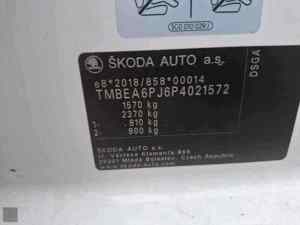 ŠKODA AUTO a.s.
e8*2018/858*00014
TMBEA6PJ6P4021572
1570 kg
2370 kg
1- 810 kg
2- 800 kg
ŠKODA AUTO a.s.
tř. Václava Klementa 869
29301 Mladá Boleslav, Czech Republic
www.skoda-auto.com
DSGA